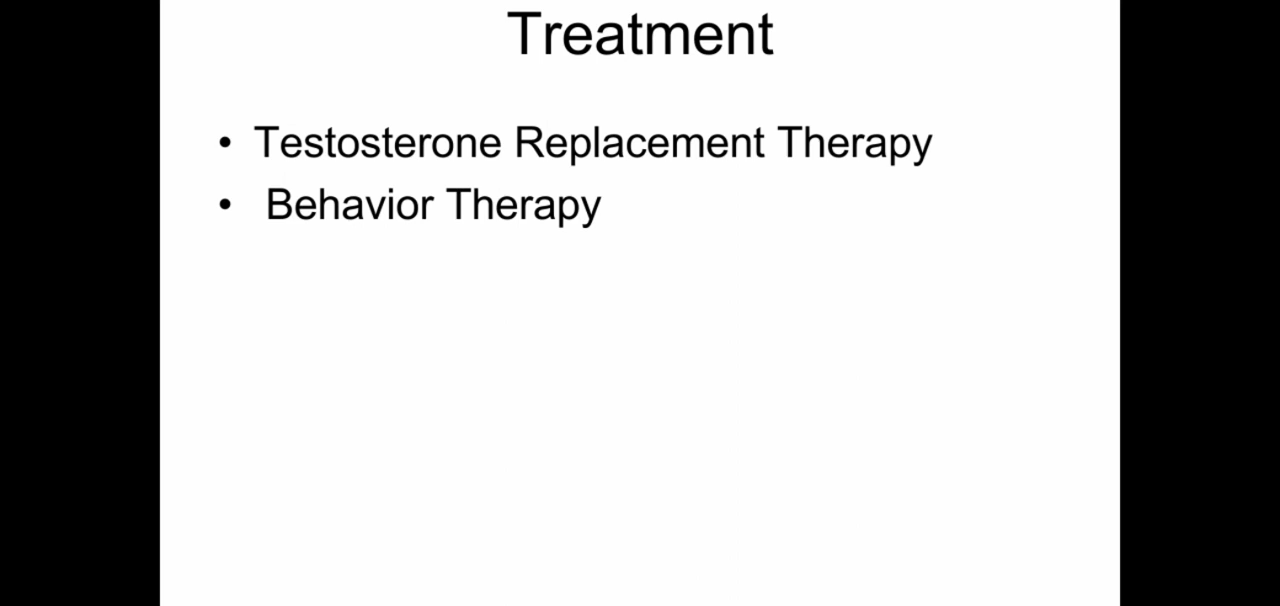 Treatment
• Testosterone Replacement Therapy
• Behavior Therapy